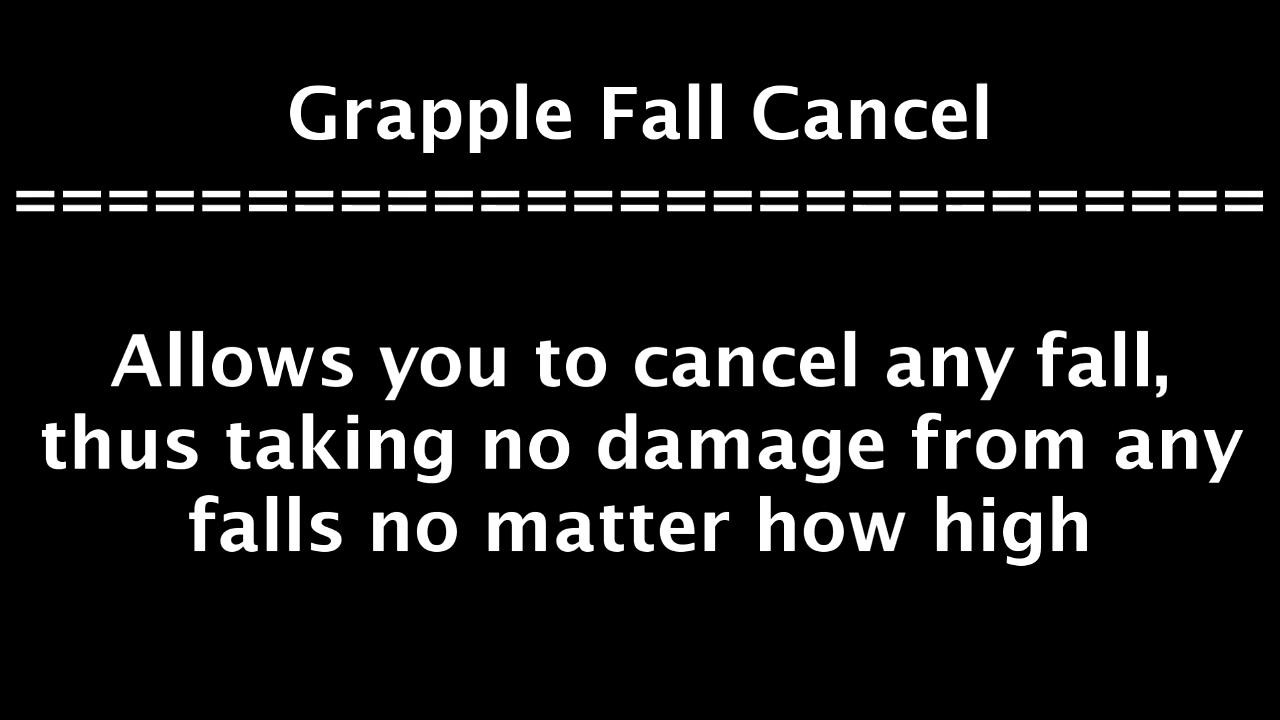 Grapple Fall Cancel
===========================
Allows you to cancel any fall,
thus taking no damage from any
falls no matter how high